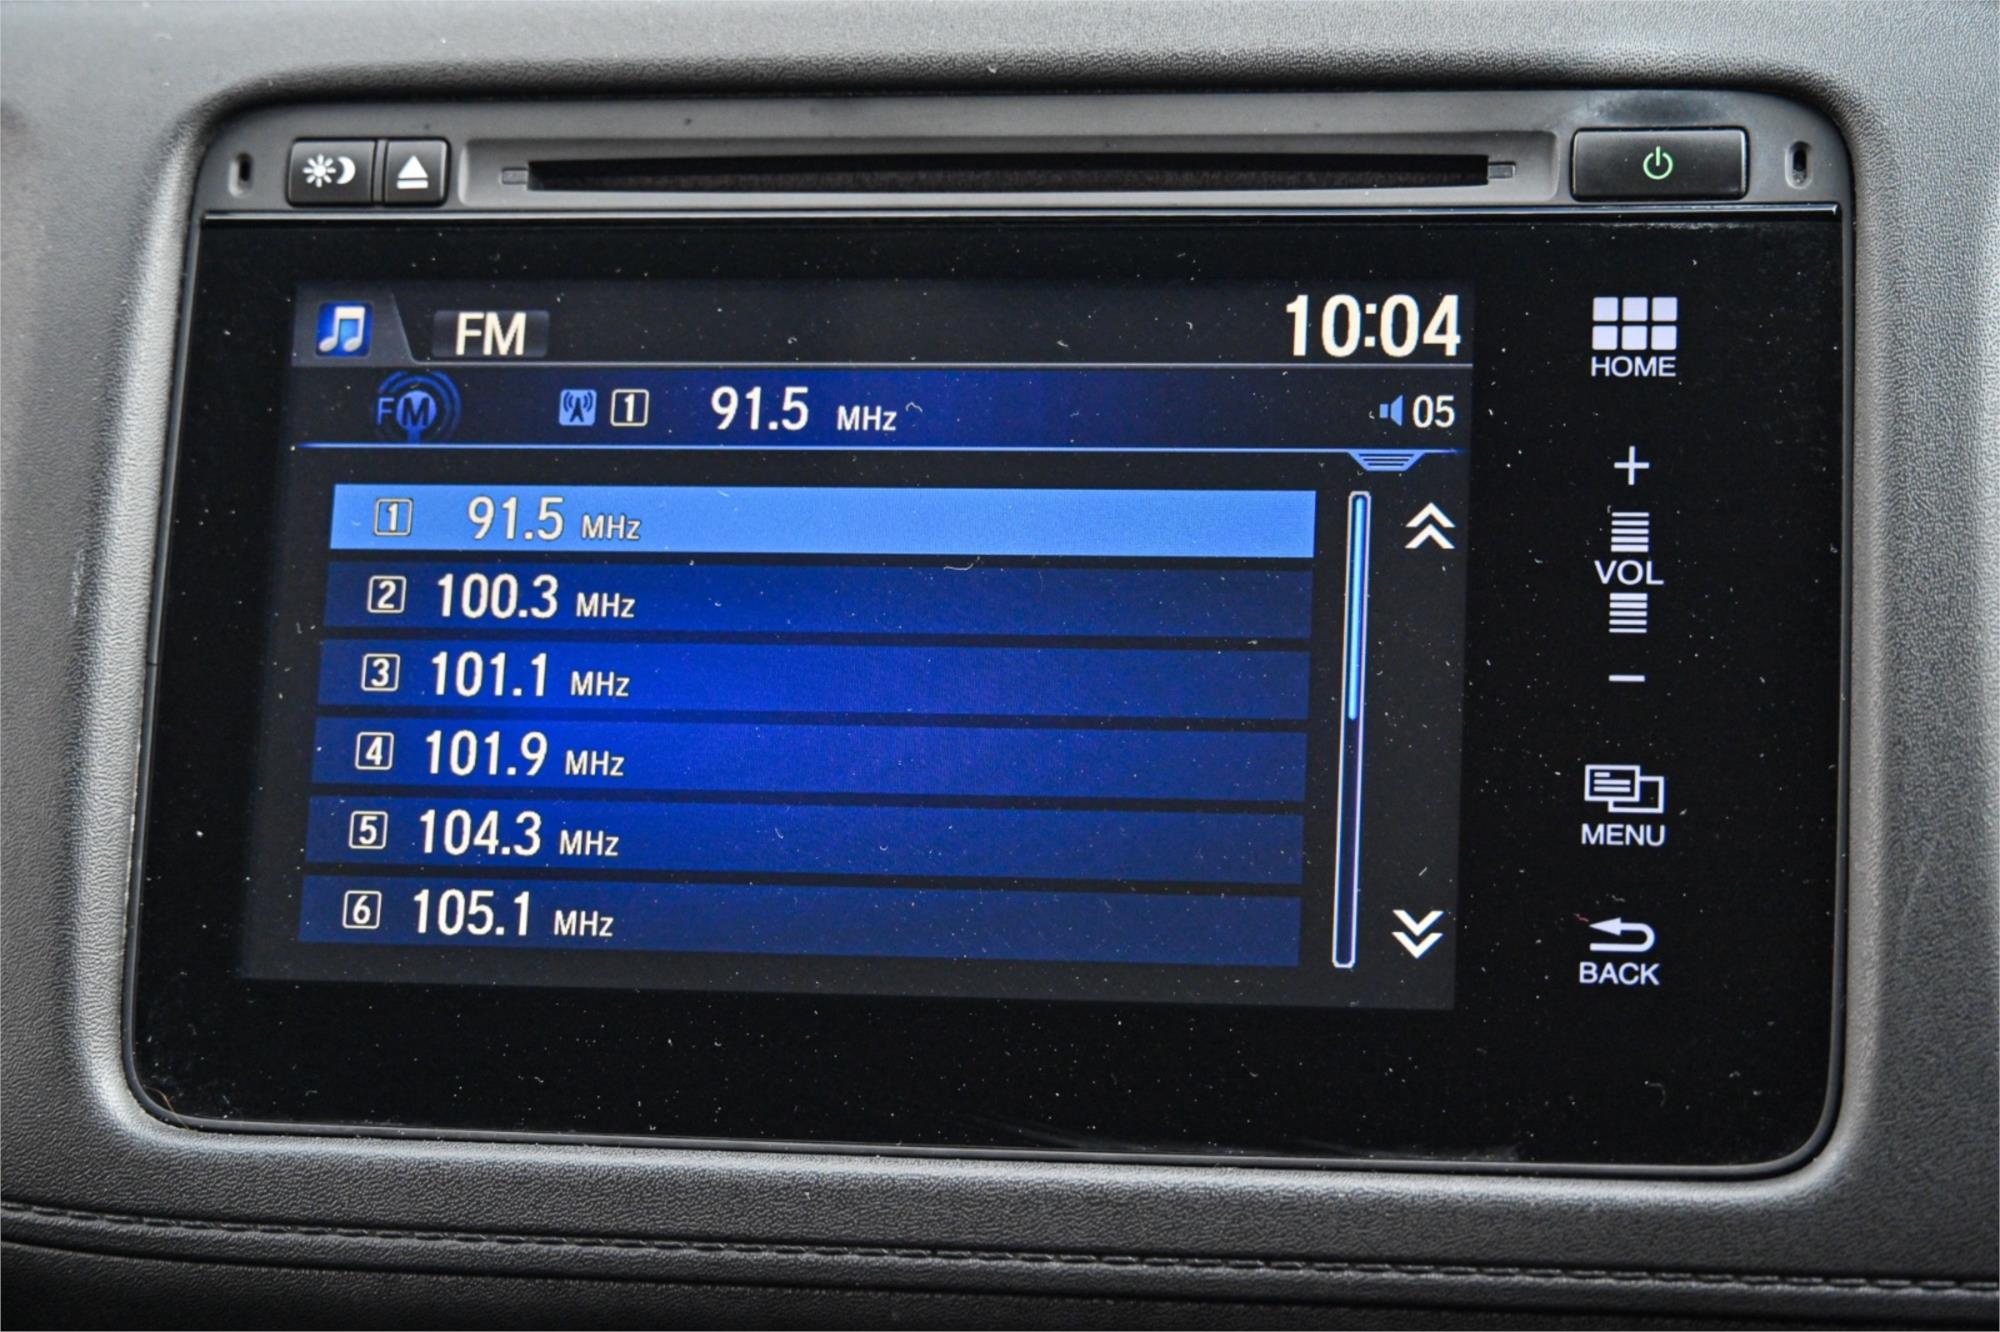 FM 10:04
FM 1 91.5 MHz 05
1 91.5 MHz
2 100.3 MHz
3 101.1 MHz
4 101.9 MHz
5 104.3 MHz
6 105.1 MHz
HOME
+
VOL
−
MENU
BACK